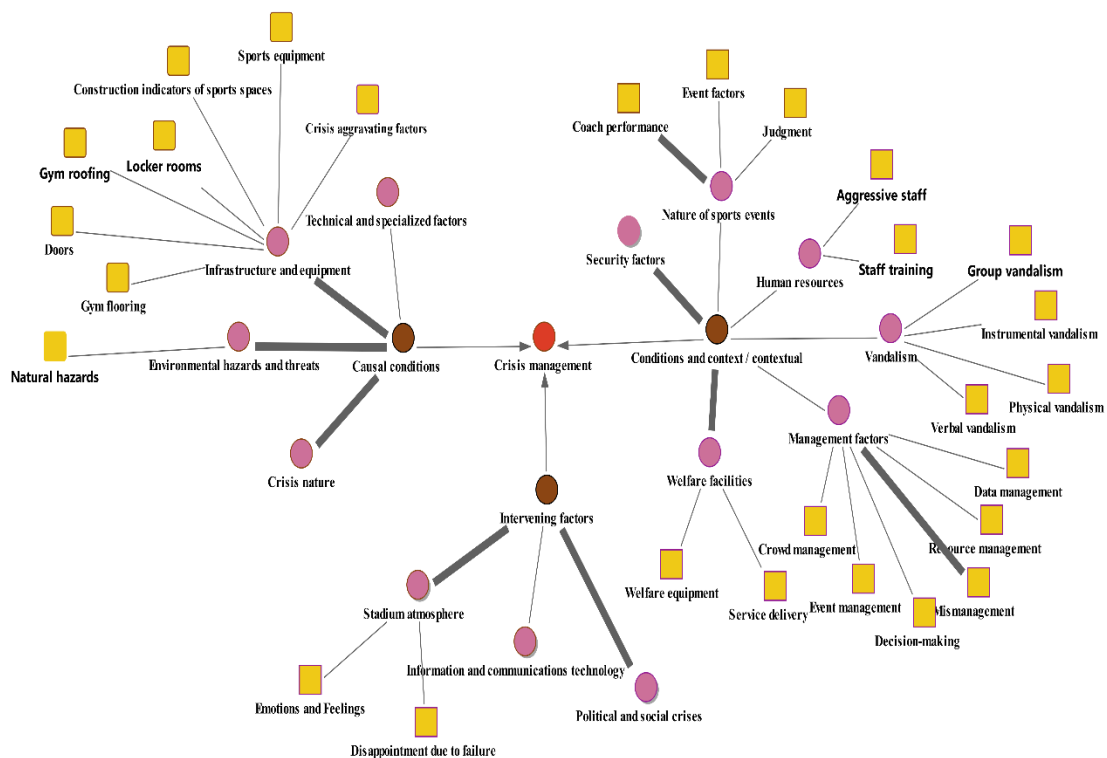 Sports equipment
Construction indicators of sports spaces
Crisis aggravating factors
Gym roofing
Locker rooms
Technical and specialized factors
Doors
Infrastructure and equipment
Gym flooring
Natural hazards
Environmental hazards and threats
Causal conditions
Crisis management
Crisis nature
Event factors
Coach performance
Judgment
Nature of sports events
Aggressive staff
Security factors
Human resources
Staff training
Group vandalism
Instrumental vandalism
Conditions and context / contextual
Vandalism
Physical vandalism
Verbal vandalism
Management factors
Welfare facilities
Data management
Crowd management
Resource management
Welfare equipment
Service delivery
Event management
Mismanagement
Decision-making
Intervening factors
Stadium atmosphere
Information and communications technology
Emotions and Feelings
Political and social crises
Disappointment due to failure